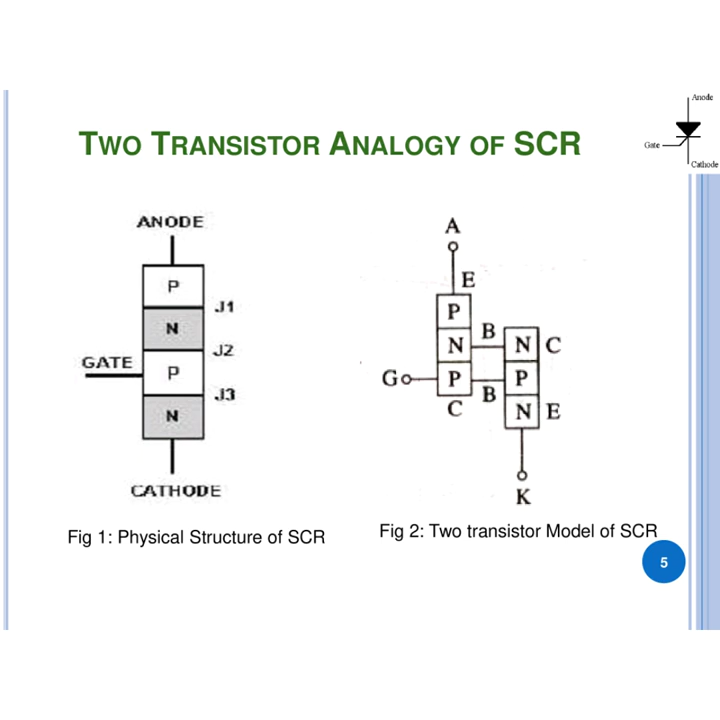 Anode
Gate
Cathode
TWO TRANSISTOR ANALOGY OF SCR
ANODE
P
J1
N
J2
GATE
P
J3
N
CATHODE
A
E
P
B
N
N C
G
P
P
C
B
N E
K
Fig 1: Physical Structure of SCR
Fig 2: Two transistor Model of SCR
5